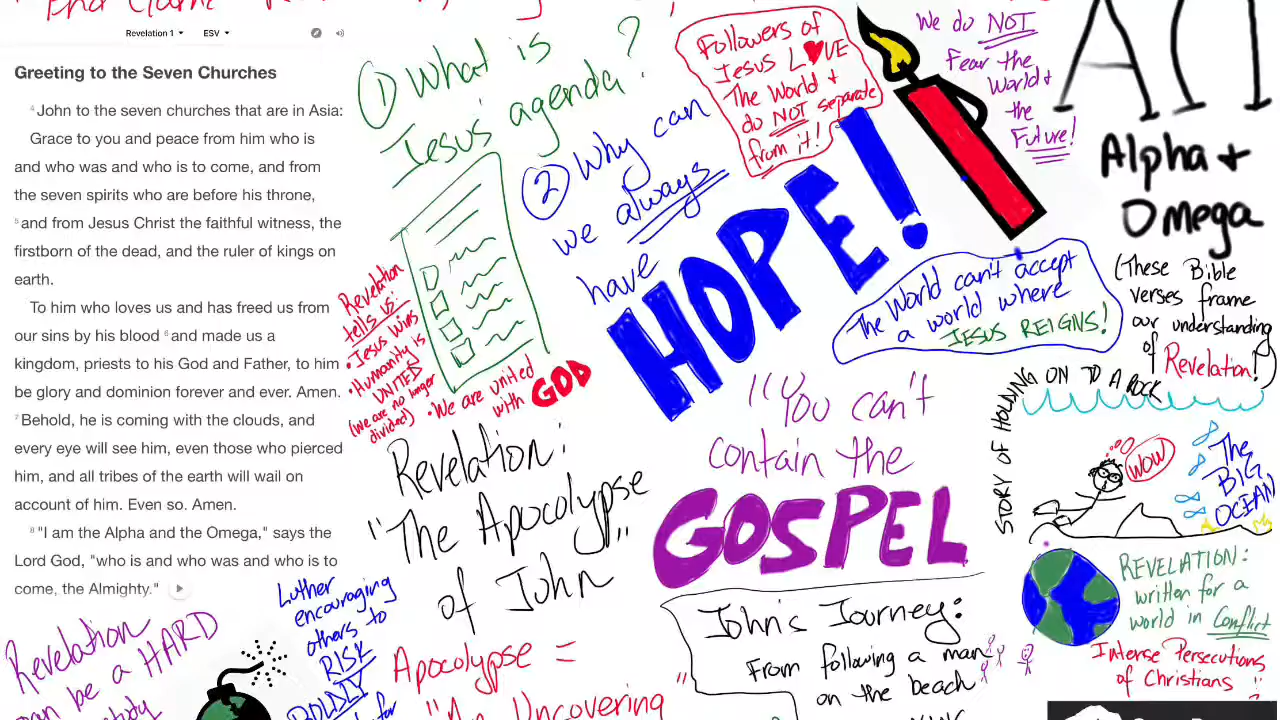 Revelation 1
ESV
Greeting to the Seven Churches
4 John to the seven churches that are in Asia:
Grace to you and peace from him who is
and who was and who is to come, and from
the seven spirits who are before his throne,
5 and from Jesus Christ the faithful witness, the
firstborn of the dead, and the ruler of kings on
earth.
To him who loves us and has freed us from
our sins by his blood 6 and made us a
kingdom, priests to his God and Father, to him
be glory and dominion forever and ever. Amen.
7 Behold, he is coming with the clouds, and
every eye will see him, even those who pierced
him, and all tribes of the earth will wail on
account of him. Even so. Amen.
8 "I am the Alpha and the Omega," says the
Lord God, "who is and who was and who is to
come, the Almighty."
Revelation
can be a HARD
study
① What is
Jesus' agenda?
② Why can
we always
have
HOPE!
Followers of
Jesus LOVE
The World &
do NOT separate
from it!
We do NOT
Fear the
World &
the
Future!
ΑΩ
Alpha &
Omega
(These Bible
verses frame
our understanding
of Revelation!)
The World can't accept
a world where
JESUS REIGNS!
Revelation
tells us:
• Jesus wins
• Humanity is
UNITED
(We are no longer
divided)
• We are united
with GOD
Revelation:
"The Apocolypse
of John"
"You can't
contain the
GOSPEL
STORY OF HOLDING ON TO A ROCK
WOW
The
BIG
OCEAN
REVELATION:
written for a
world in Conflict
Intense Persecutions
of Christians
Luther
encouraging
others to
RISK
BOLDLY
Apocolypse =
"An Uncovering"
John's Journey:
From following a man
on the beach